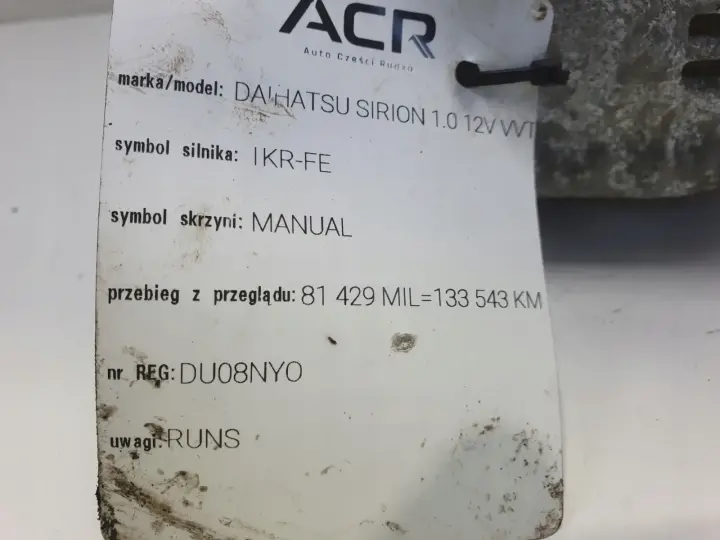 ACR
Auto Części Rudza
marka/model: DAIHATSU SIRION 1.0 12V VVT
symbol silnika: 1KR-FE
symbol skrzyni: MANUAL
przebieg z przeglądu: 81 429 MIL=133 543 KM
nr REG: DU08NYO
uwagi: RUNS